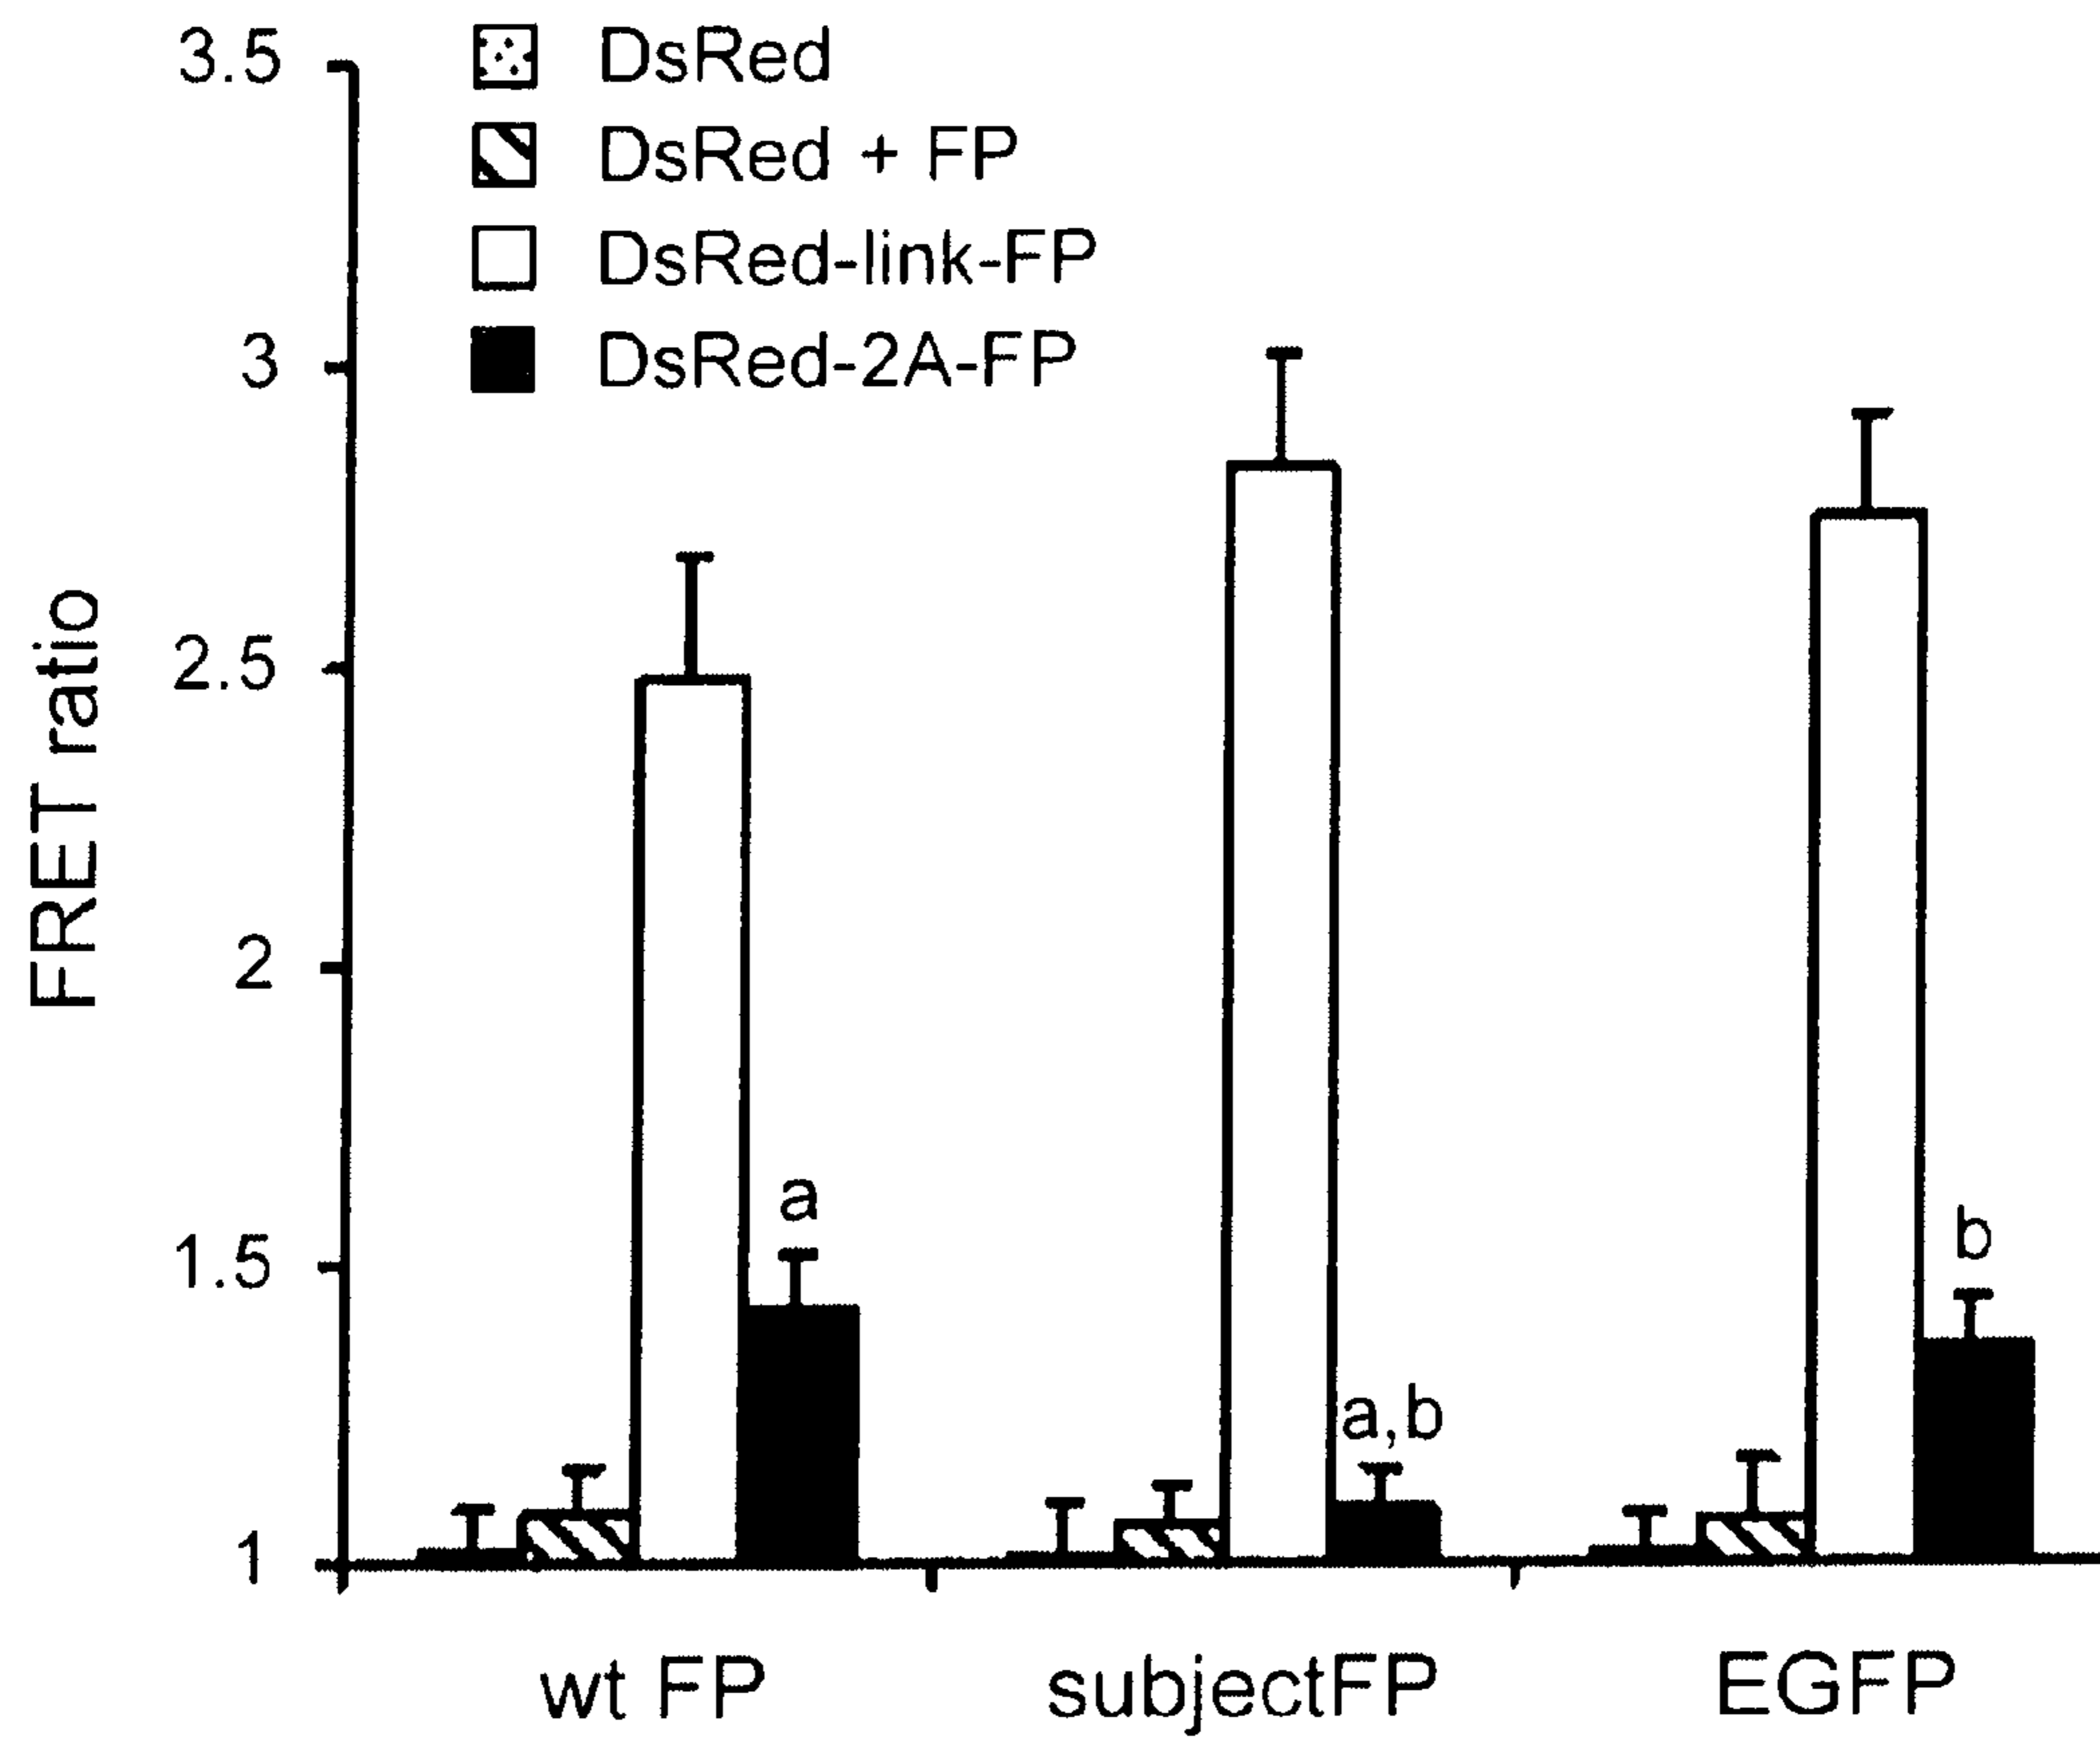 DsRed
DsRed + FP
DsRed-link-FP
DsRed-2A-FP
FRET ratio
3.5
3
2.5
2
1.5
1
a
a,b
b
wt FP
subjectFP
EGFP